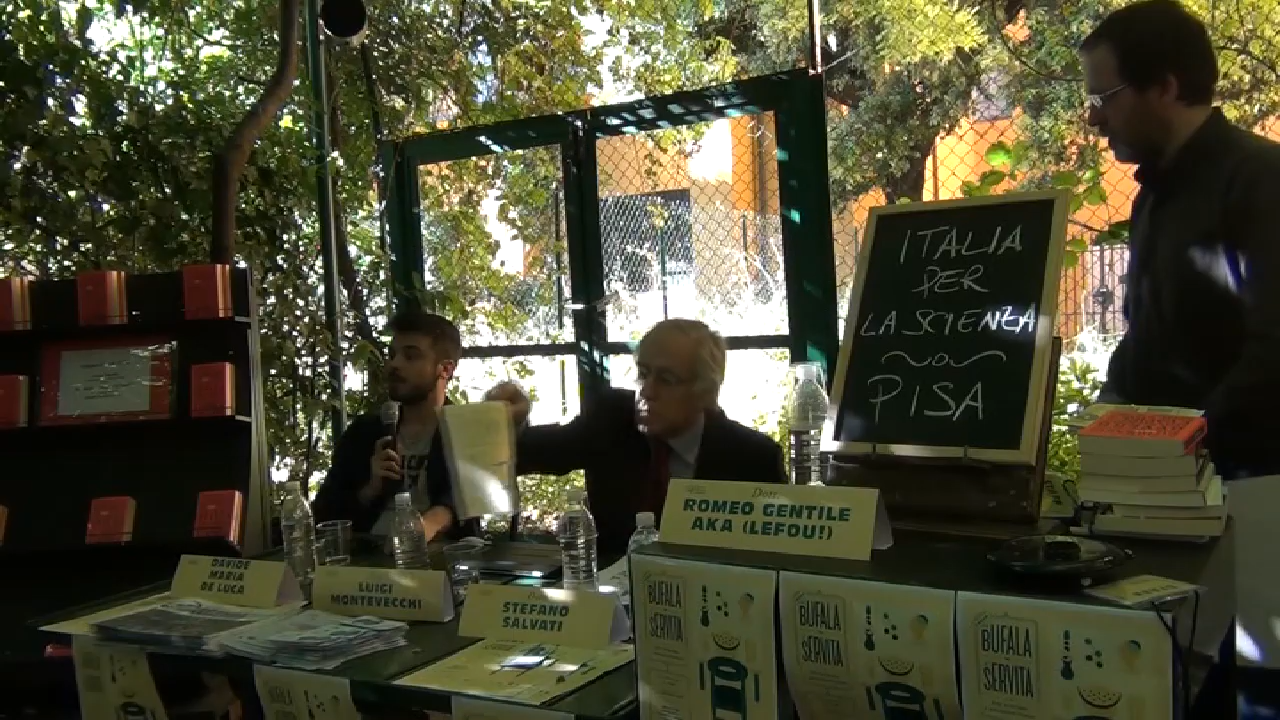 ITALIA
PER
LA SCIENZA
PISA
Dott.
ROMEO GENTILE
AKA (LEFOU!)
DAVIDE
MARIA
DE LUCA
LUIGI
MONTEVECCHI
STEFANO
SALVATI
BUFALA
è SERVITA
BUFALA
è SERVITA
BUFALA
è SERVITA
BUFALA